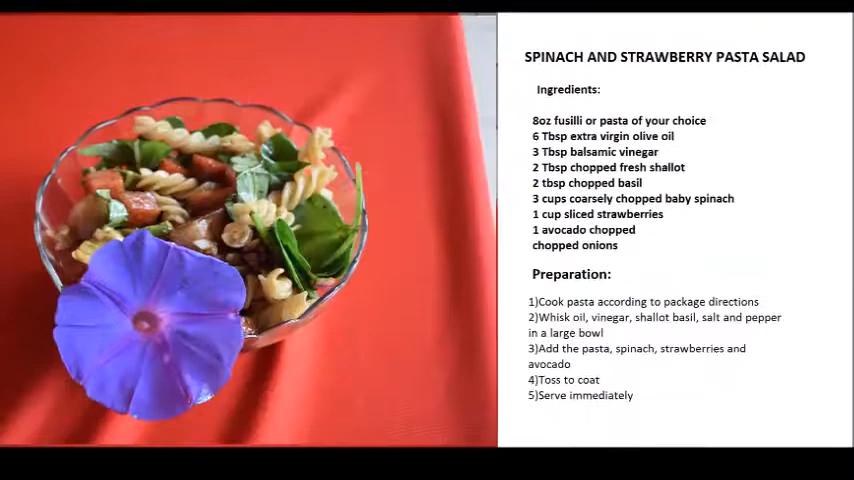 SPINACH AND STRAWBERRY PASTA SALAD
Ingredients:
8oz fusilli or pasta of your choice
6 Tbsp extra virgin olive oil
3 Tbsp balsamic vinegar
2 Tbsp chopped fresh shallot
2 tbsp chopped basil
3 cups coarsely chopped baby spinach
1 cup sliced strawberries
1 avocado chopped
chopped onions
Preparation:
1)Cook pasta according to package directions
2)Whisk oil, vinegar, shallot basil, salt and pepper
in a large bowl
3)Add the pasta, spinach, strawberries and
avocado
4)Toss to coat
5)Serve immediately